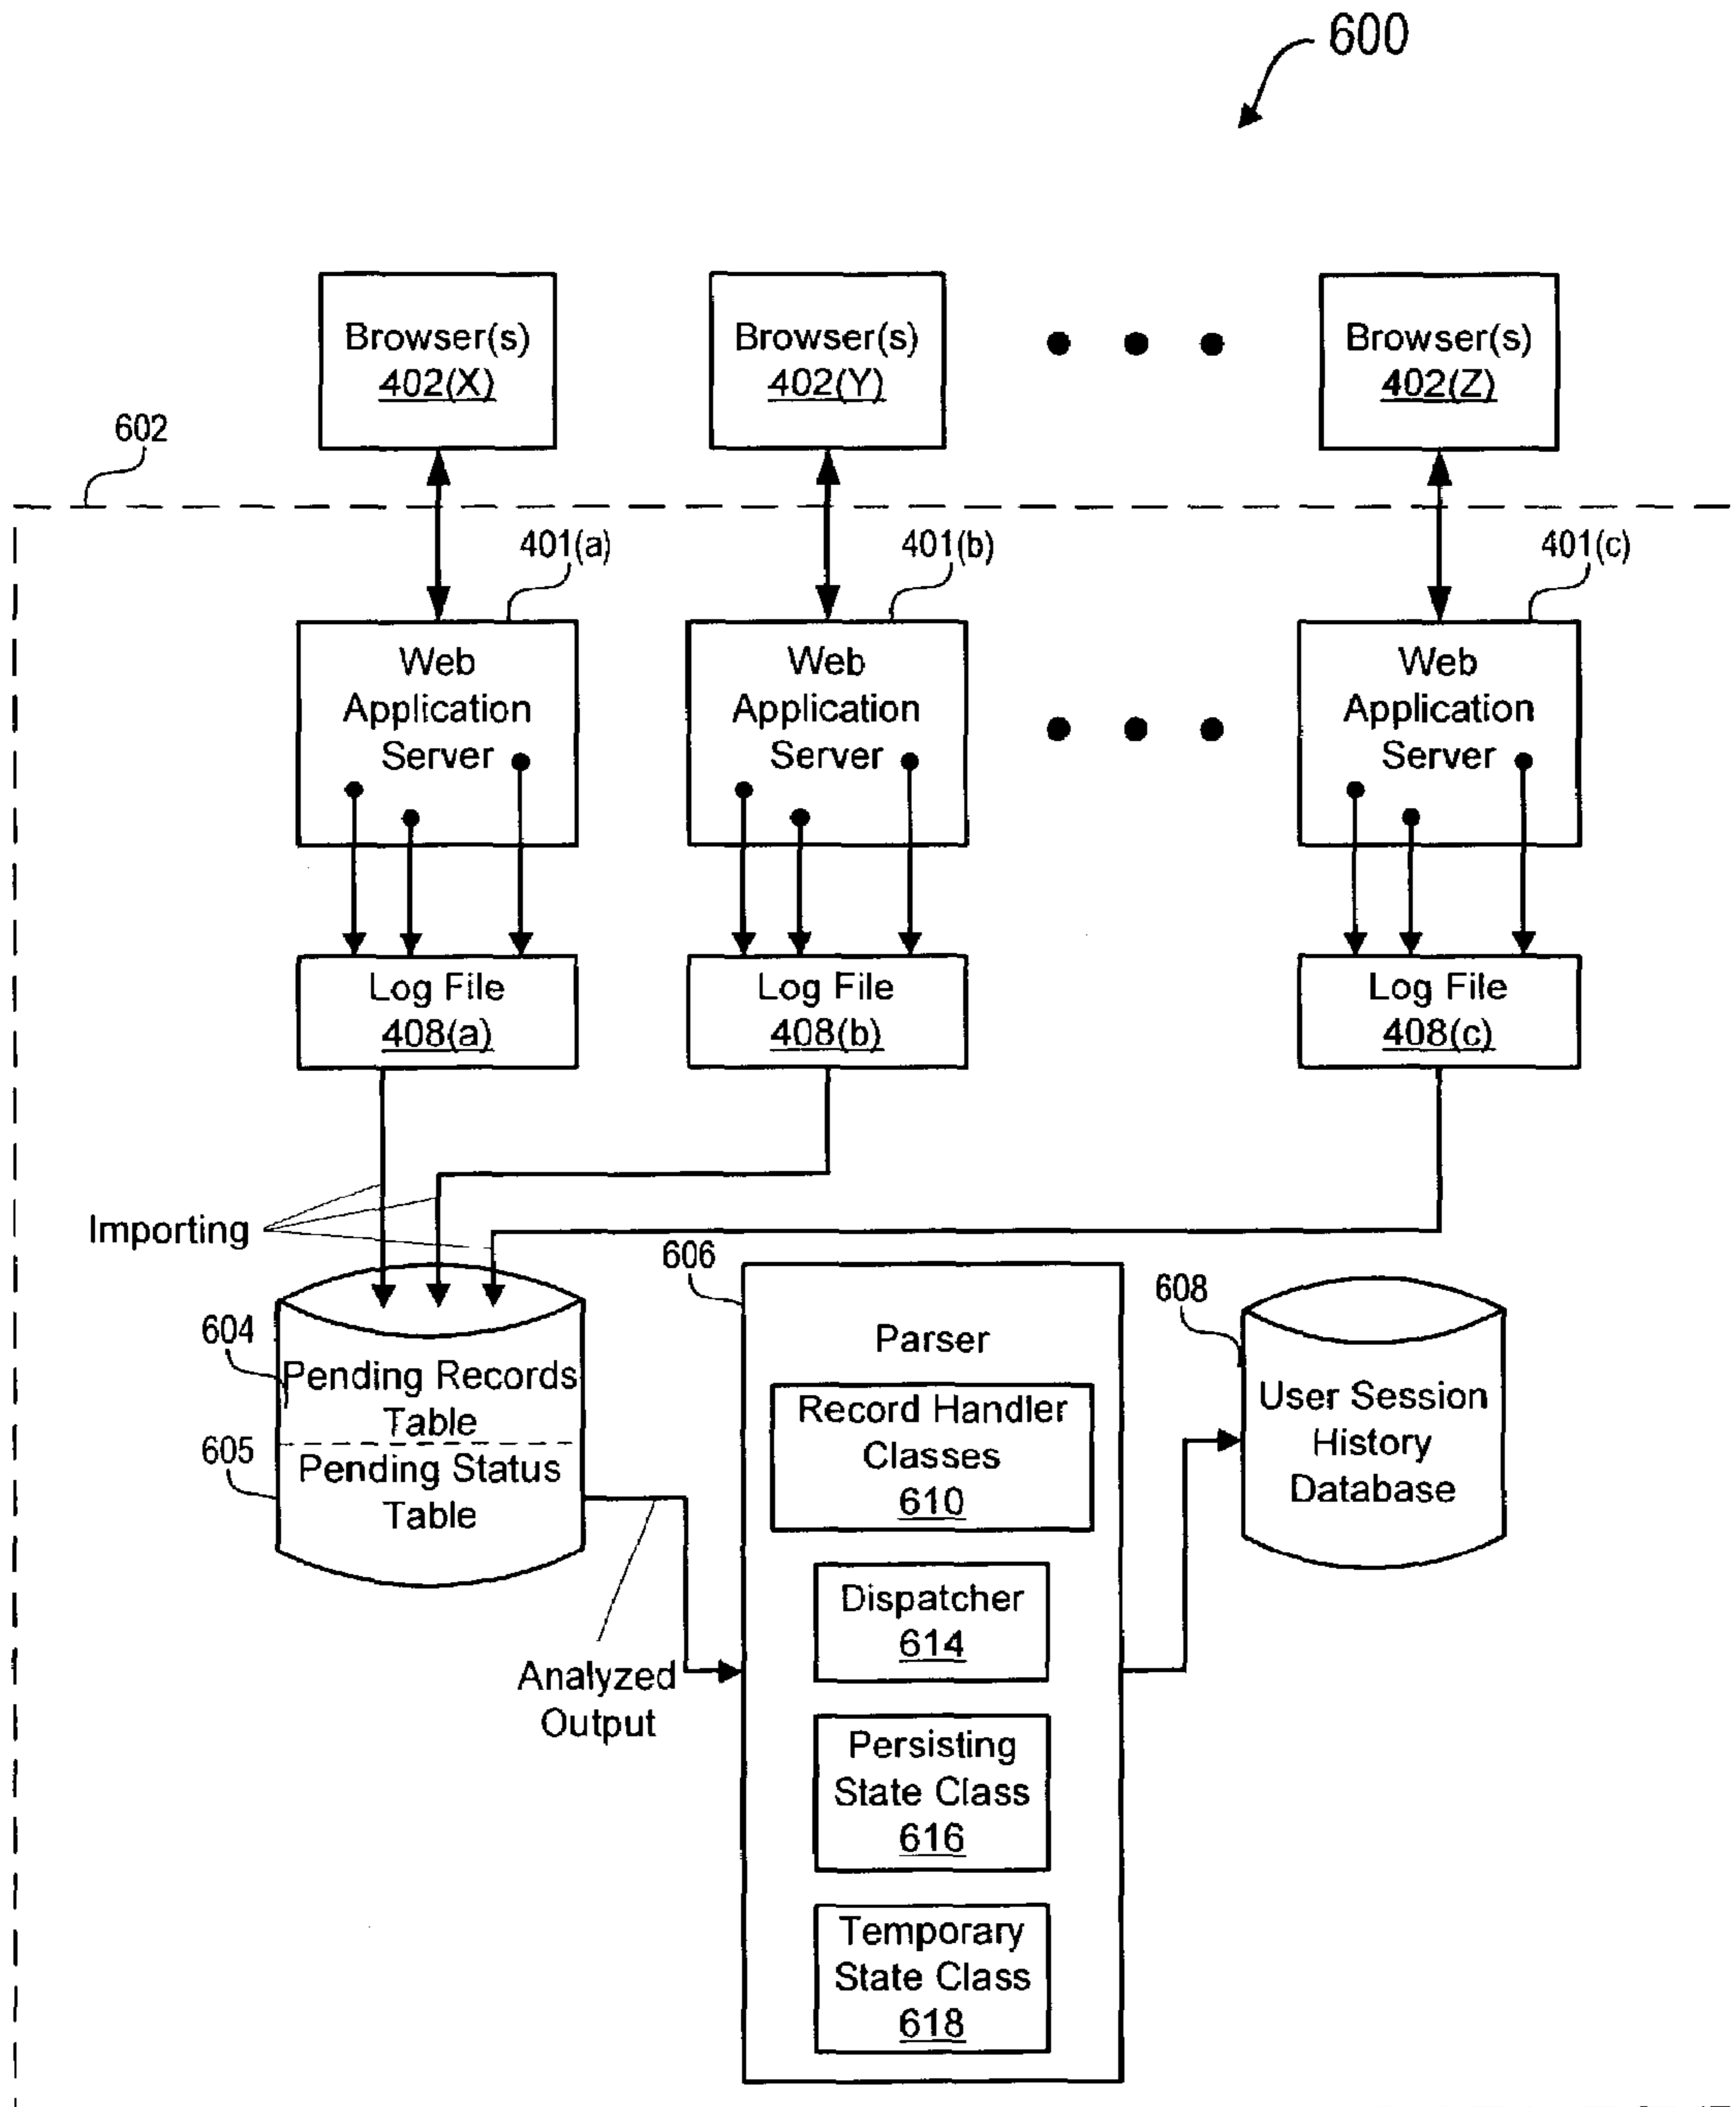 600
Browser(s)
402(X)
Browser(s)
402(Y)
Browser(s)
402(Z)
602
401(a)
401(b)
401(c)
Web
Application
Server
Web
Application
Server
Web
Application
Server
Log File
408(a)
Log File
408(b)
Log File
408(c)
Importing
604
Pending Records
Table
605
Pending Status
Table
Analyzed
Output
606
Parser
Record Handler
Classes
610
Dispatcher
614
Persisting
State Class
616
Temporary
State Class
618
608
User Session
History
Database